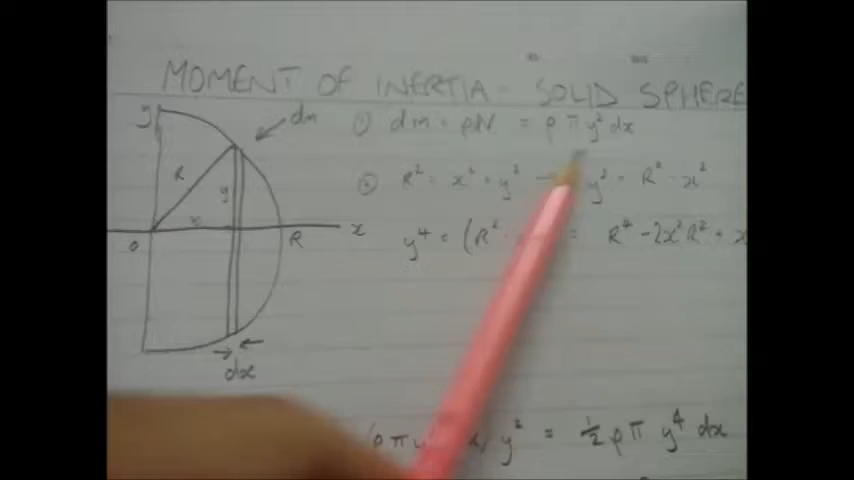 MOMENT OF INERTIA - SOLID SPHERE
y
dm
① dm = ρdV = ρ π y² dx
R
y
② R² = x² + y² y² = R² - x²
x
x
0
R
y⁴ = (R² = R⁴ - 2x²R² + x
dx
ρ π y² = ½ ρ π y⁴ dx